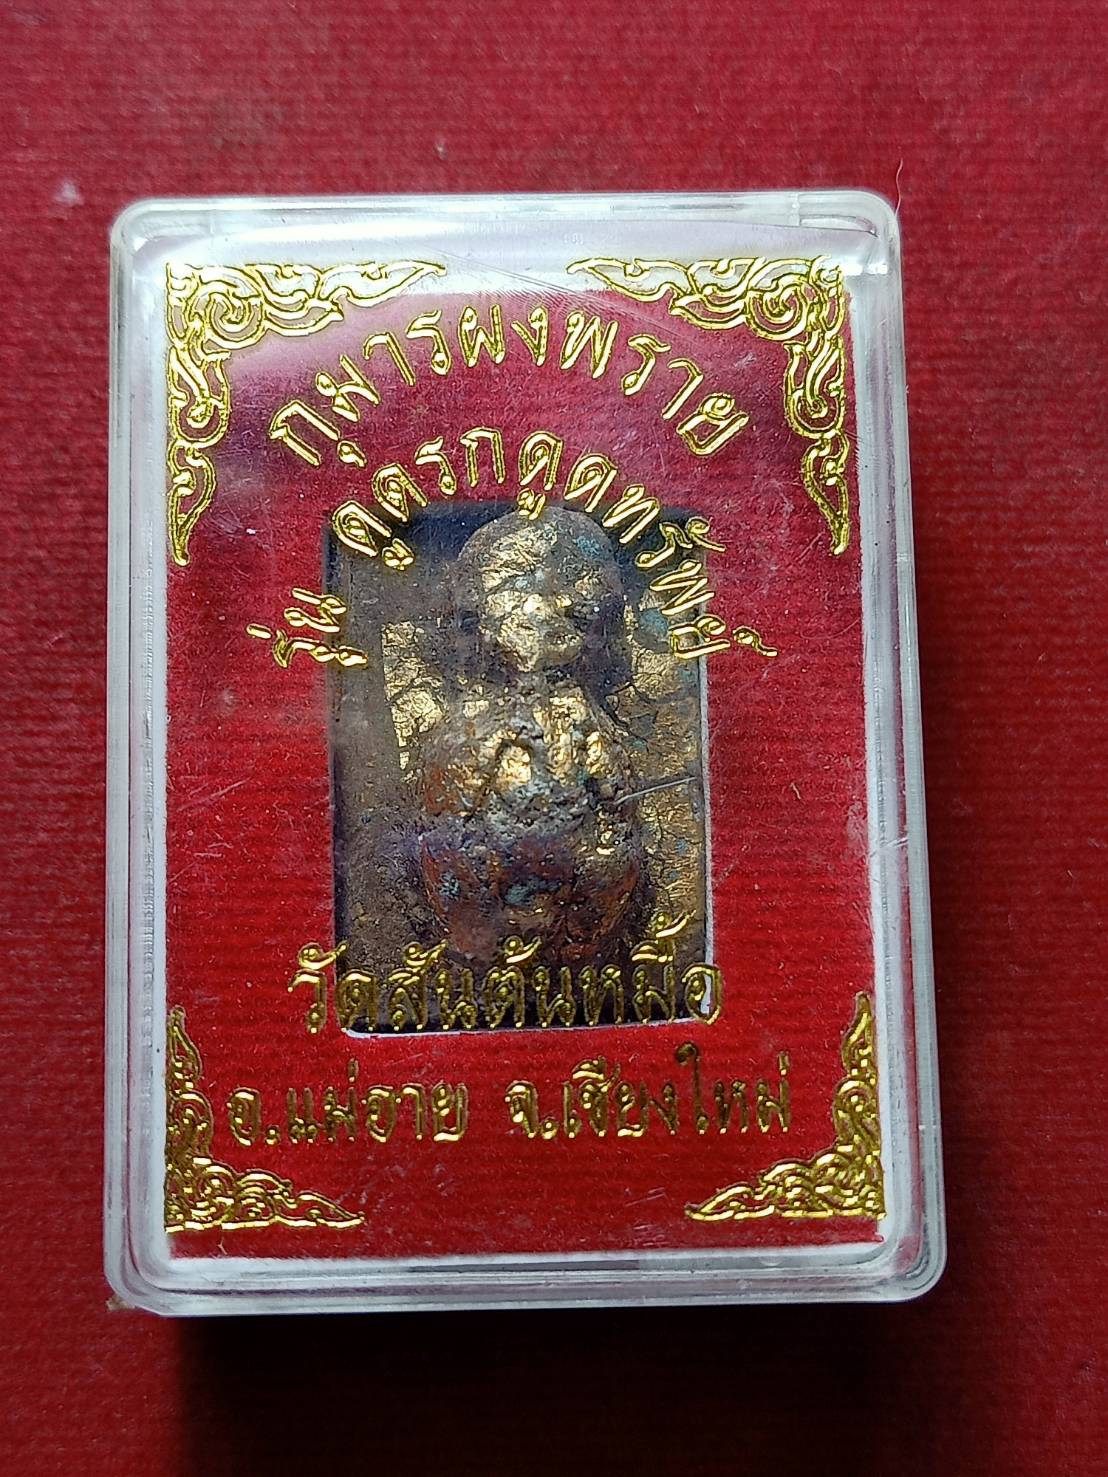 กุมารผงพราย
รุ่น ดูดรกดูดทรัพย์
วัดสันต้นหมื้อ
อ.แม่อาย จ.เชียงใหม่